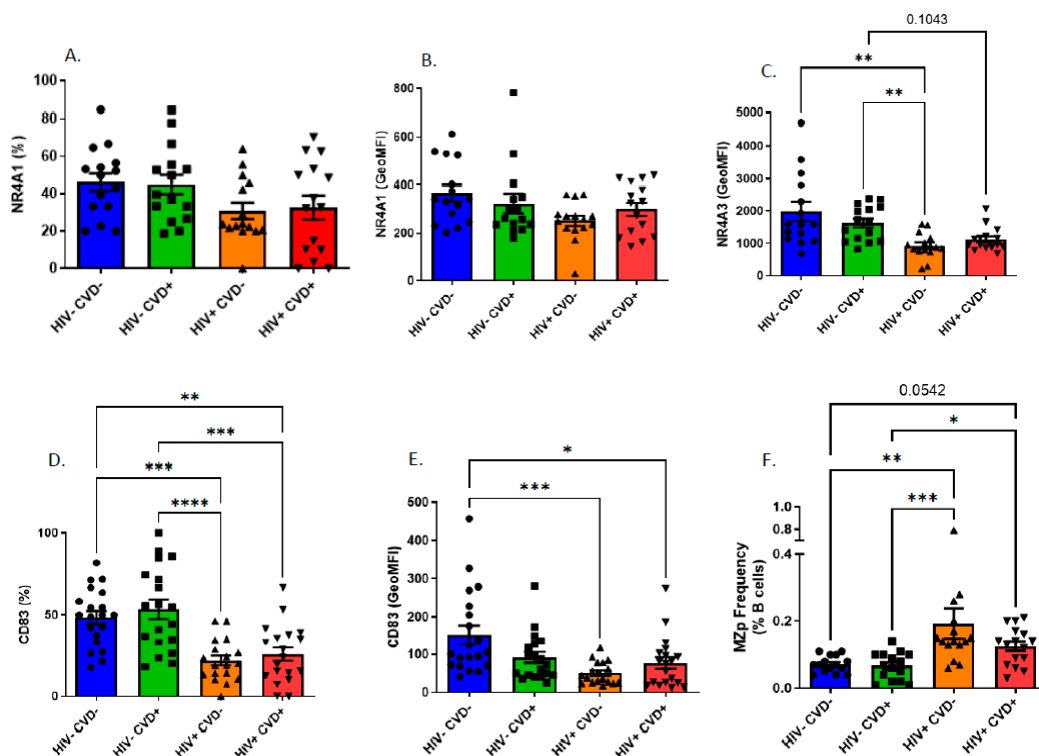 A.
NR4A1 (%)
100
80
60
40
20
0
HIV- CVD-
HIV- CVD+
HIV+ CVD-
HIV+ CVD+
B.
NR4A1 (GeoMFI)
800
600
400
200
0
HIV- CVD-
HIV- CVD+
HIV+ CVD-
HIV+ CVD+
0.1043
C.
**
**
NR4A3 (GeoMFI)
5000
4000
3000
2000
1000
0
HIV- CVD-
HIV- CVD+
HIV+ CVD-
HIV+ CVD+
D.
**
***
***
****
CD83 (%)
100
50
0
HIV- CVD-
HIV- CVD+
HIV+ CVD-
HIV+ CVD+
E.
*
***
CD83 (GeoMFI)
500
400
300
200
100
0
HIV- CVD-
HIV- CVD+
HIV+ CVD-
HIV+ CVD+
0.0542
F.
*
**
***
MZp Frequency
(% B cells)
1.0
0.8
0.6
0.4
0.2
0.0
HIV- CVD-
HIV- CVD+
HIV+ CVD-
HIV+ CVD+